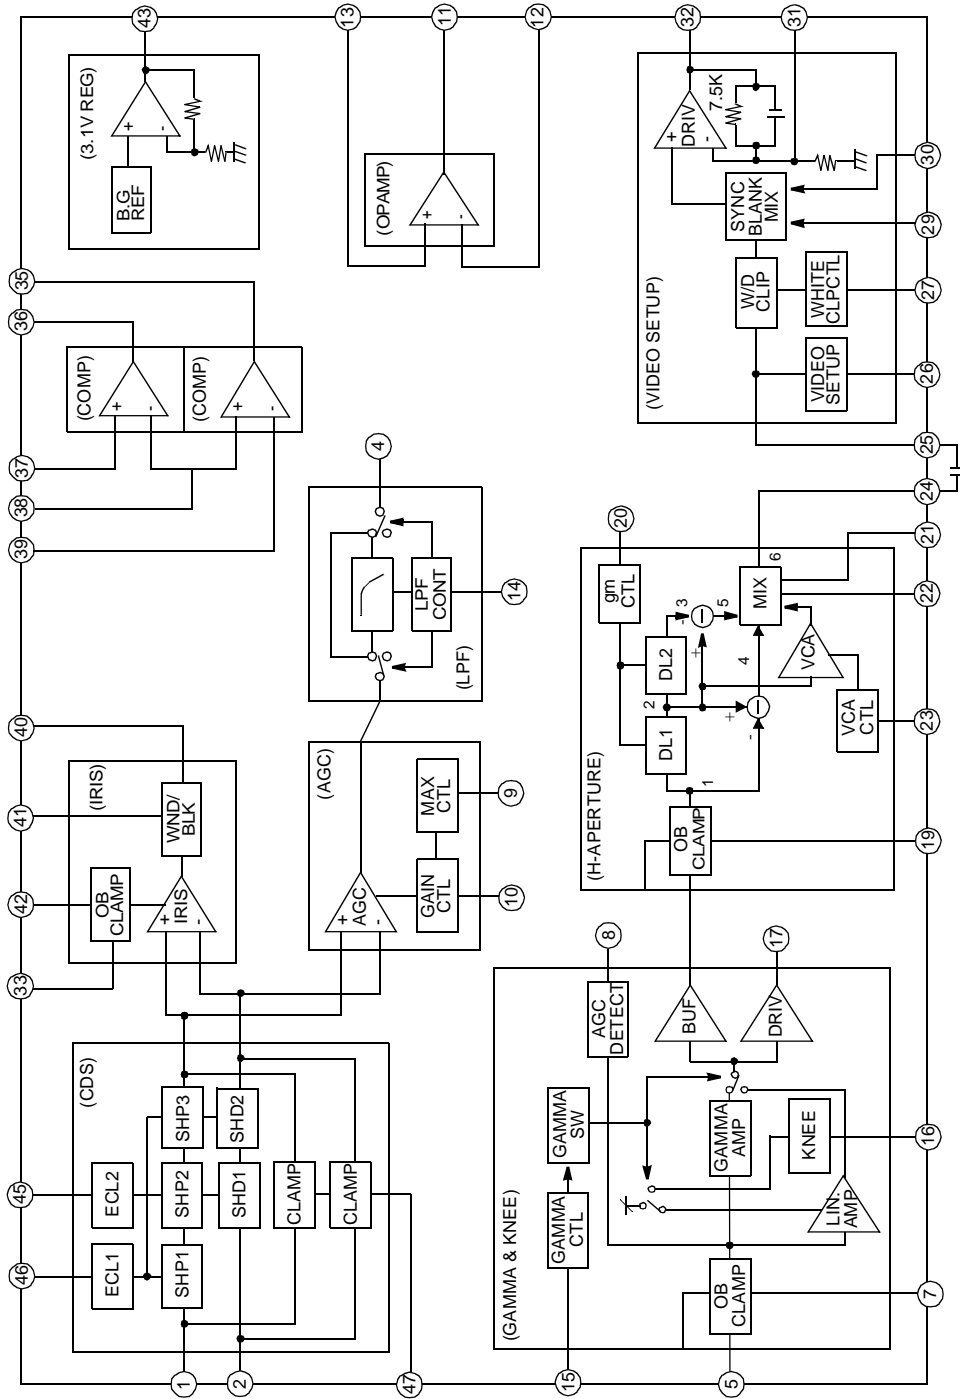 43
13
11
12
32
31
(3.1V REG)
B.G
REF
+
-
(OPAMP)
+
-
+
DRIV
-
7.5K
SYNC
BLANK
MIX
30
29
35
36
W/D
CLIP
WHITE
CLPCTL
27
(VIDEO SETUP)
VIDEO
SETUP
26
(COMP)
+
-
(COMP)
+
-
37
38
39
4
25
24
20
21
22
LPF
CONT
14
(LPF)
gm
CTL
3
-
5
6
MIX
+
4
DL2
VCA
2
+
-
DL1
VCA
CTL
23
1
(H-APERTURE)
OB
CLAMP
19
40
41
42
33
(IRIS)
WND/
BLK
OB
CLAMP
+
IRIS
-
(AGC)
MAX
CTL
9
+
AGC
-
GAIN
CTL
10
8
17
AGC
DETECT
BUF
DRIV
(CDS)
SHP3
SHD2
ECL2
SHP2
SHD1
CLAMP
CLAMP
ECL1
SHP1
45
46
GAMMA
SW
GAMMA
AMP
KNEE
16
GAMMA
CTL
LIN.
AMP
(GAMMA & KNEE)
OB
CLAMP
7
1
2
47
15
5